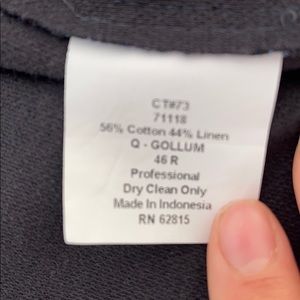 CT#73
71118
56% Cotton 44% Linen
Q - GOLLUM
46 R
Professional
Dry Clean Only
Made In Indonesia
RN 62815